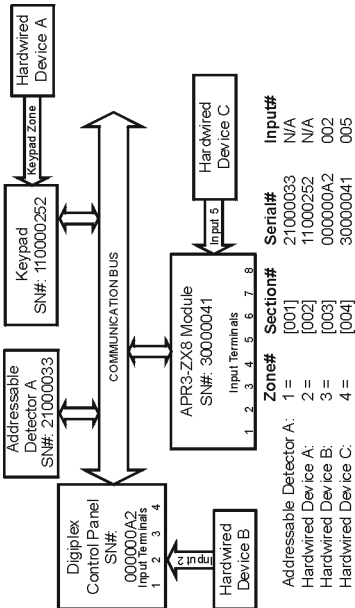 Addressable
Detector A
SN#: 21000033
Keypad
SN#: 110000252
Keypad Zone
Hardwired
Device A
Digiplex
Control Panel
SN#:
000000A2
Input Terminals
1 2 3 4
COMMUNICATION BUS
Input 2
Hardwired
Device B
APR3-ZX8 Module
SN#: 30000041
Input Terminals
1 2 3 4 5 6 7 8
Input 5
Hardwired
Device C
Zone# Section# Serial# Input#
Addressable Detector A: 1 = [001] 21000033 N/A
Hardwired Device A: 2 = [002] 11000252 N/A
Hardwired Device B: 3 = [003] 000000A2 002
Hardwired Device C: 4 = [004] 30000041 005